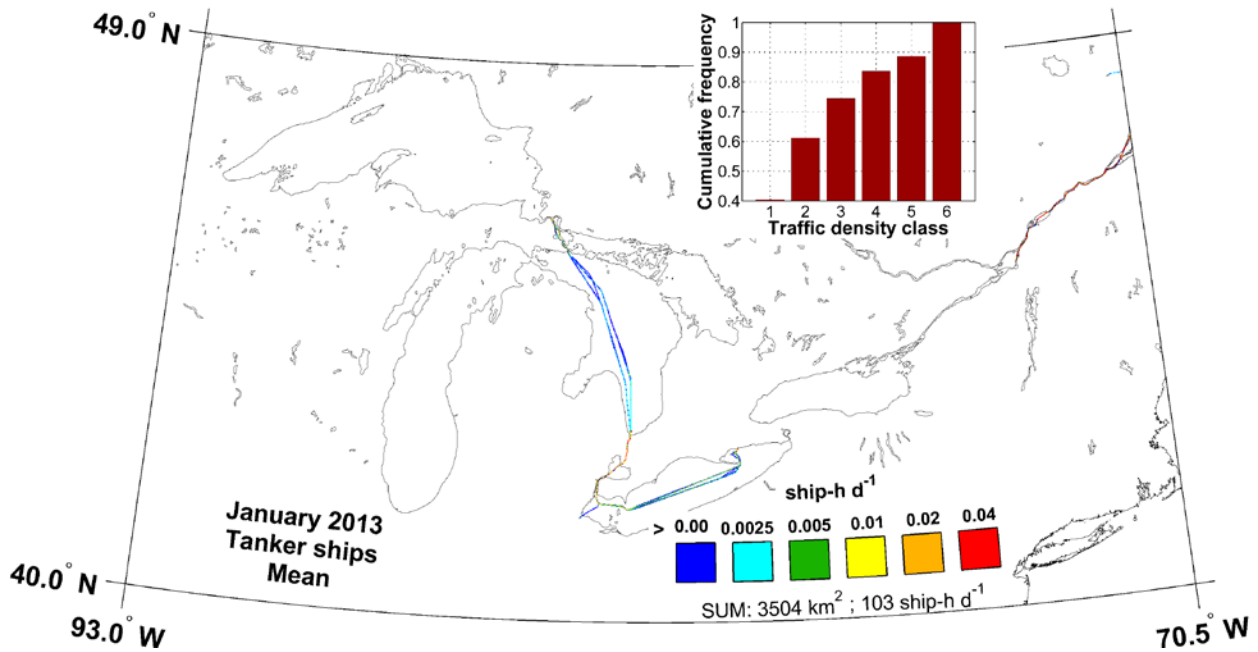 49.0° N
1
0.9
0.8
0.7
0.6
0.5
0.4
Cumulative frequency
1 2 3 4 5 6
Traffic density class
January 2013
Tanker ships
Mean
ship-h d⁻¹
> 0.00 0.0025 0.005 0.01 0.02 0.04
SUM: 3504 km² ; 103 ship-h d⁻¹
40.0° N
93.0° W
70.5° W